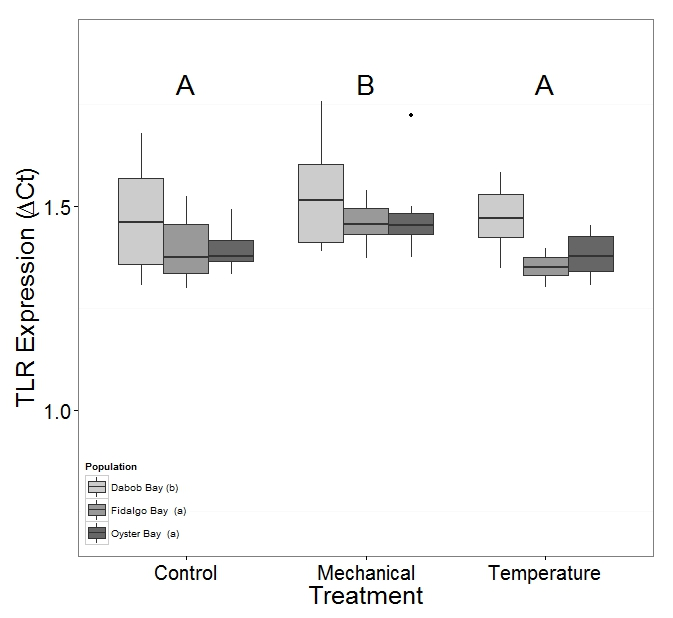 A B A
TLR Expression (ΔCt)
1.5
1.0
Population
Dabob Bay (b)
Fidalgo Bay (a)
Oyster Bay (a)
Control Mechanical Temperature
Treatment